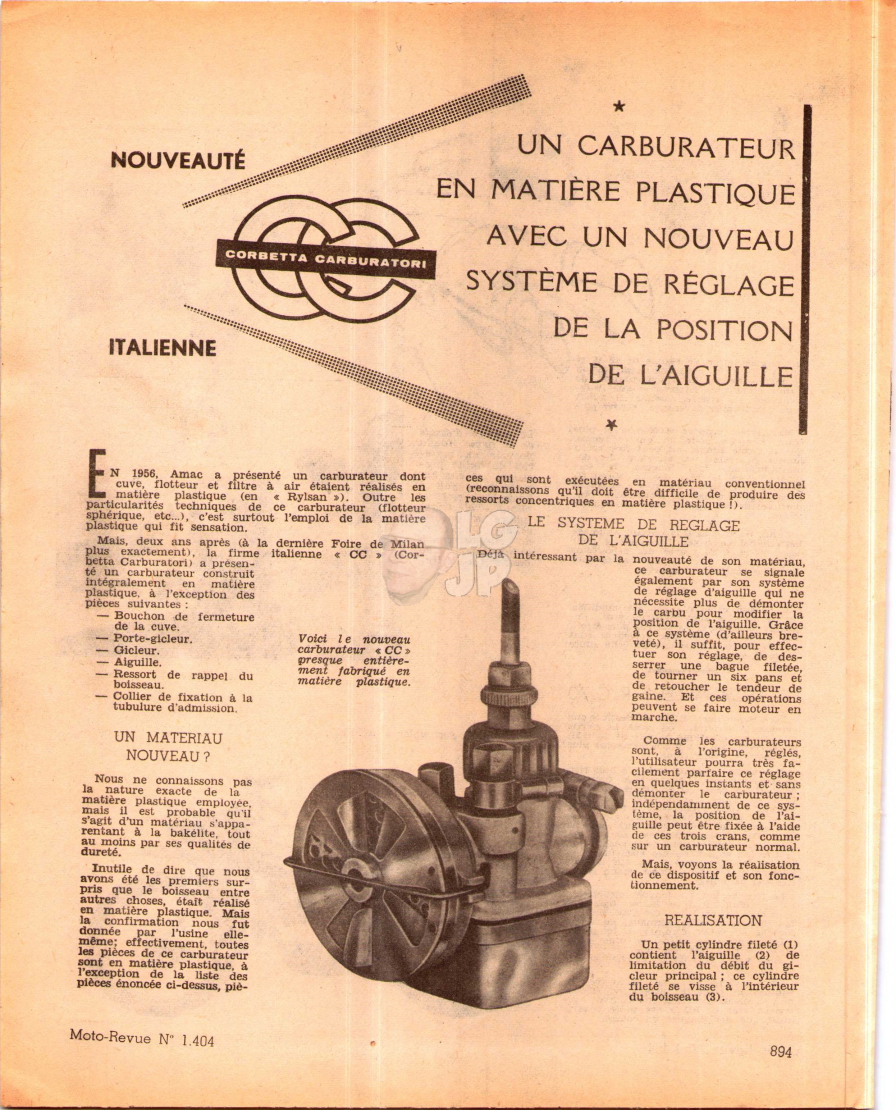 NOUVEAUTÉ
CORBETTA CARBURATORI
ITALIENNE
UN CARBURATEUR
EN MATIÈRE PLASTIQUE
AVEC UN NOUVEAU
SYSTÈME DE RÉGLAGE
DE LA POSITION
DE L'AIGUILLE
EN 1956, Amac a présenté un carburateur dont
cuve, flotteur et filtre à air étaient réalisés en
matière plastique (en « Rylsan »). Outre les
particularités techniques de ce carburateur (flotteur
sphérique, etc...), c'est surtout l'emploi de la matière
plastique qui fit sensation.
Mais, deux ans après (à la dernière Foire de Milan
plus exactement), la firme italienne « CC » (Cor-
betta Carburatori) a présen-
té un carburateur construit
intégralement en matière
plastique, à l'exception des
pièces suivantes :
— Bouchon de fermeture
de la cuve.
— Porte-gicleur.
— Gicleur.
— Aiguille.
— Ressort de rappel du
boisseau.
— Collier de fixation à la
tubulure d'admission.
UN MATERIAU
NOUVEAU ?
Nous ne connaissons pas
la nature exacte de la
matière plastique employée,
mais il est probable qu'il
s'agit d'un matériau s'appa-
rentant à la bakélite, tout
au moins par ses qualités de
dureté.
Inutile de dire que nous
avons été les premiers sur-
pris que le boisseau entre
autres choses, était réalisé
en matière plastique. Mais
la confirmation nous fut
donnée par l'usine elle-
même; effectivement, toutes
les pièces de ce carburateur
sont en matière plastique, à
l'exception de la liste des
pièces énoncée ci-dessus, piè-
Voici le nouveau
carburateur « CC »
presque entière-
ment fabriqué en
matière plastique.
ces qui sont exécutées en matériau conventionnel
(reconnaissons qu'il doit être difficile de produire des
ressorts concentriques en matière plastique !).
LE SYSTEME DE REGLAGE
DE L'AIGUILLE
Déjà intéressant par la nouveauté de son matériau,
ce carburateur se signale
également par son système
de réglage d'aiguille qui ne
nécessite plus de démonter
le carbu pour modifier la
position de l'aiguille. Grâce
à ce système (d'ailleurs bre-
veté), il suffit, pour effec-
tuer son réglage, de des-
serrer une bague filetée,
de tourner un six pans et
de retoucher le tendeur de
gaine. Et ces opérations
peuvent se faire moteur en
marche.
Comme les carburateurs
sont, à l'origine, réglés,
l'utilisateur pourra très fa-
cilement parfaire ce réglage
en quelques instants et sans
démonter le carburateur ;
indépendamment de ce sys-
tème, la position de l'ai-
guille peut être fixée à l'aide
de ces trois crans, comme
sur un carburateur normal.
Mais, voyons la réalisation
de ce dispositif et son fonc-
tionnement.
REALISATION
Un petit cylindre fileté (1)
contient l'aiguille (2) de
limitation du débit du gi-
cleur principal ; ce cylindre
fileté se visse à l'intérieur
du boisseau (3).
LG
JP
Moto-Revue N° 1.404
894